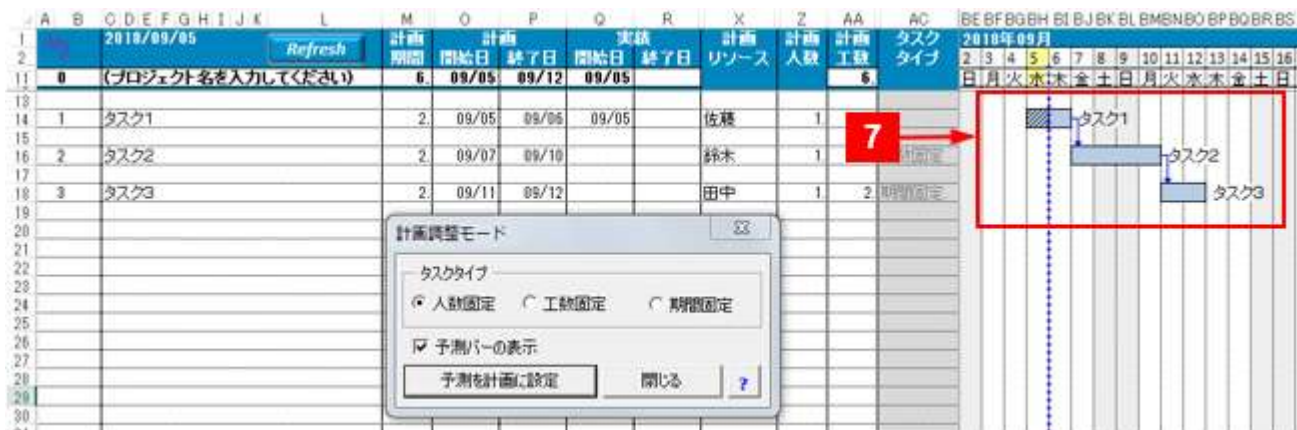 A B C D E F G H I J K L M O P Q R X Z AA AC BE BF BG BH BI BJ BK BL BM BN BO BP BQ BR BS
1 2018/09/05 Refresh 計画 計画 実績 計画 計画 計画 タスク 2018年09月
2 期間 開始日 終了日 開始日 終了日 リソース 人数 工数 タイプ 2 3 4 5 6 7 8 9 10 11 12 13 14 15 16
11 0 (プロジェクト名を入力してください) 6. 09/05 09/12 09/05 6. 日 月 火 水 木 金 土 日 月 火 水 木 金 土 日
13
14 1 タスク1 2. 09/05 09/06 09/05 佐藤 1. 7 タスク1
15
16 2 タスク2 2. 09/07 09/10 鈴木 1. タスク2
17
18 3 タスク3 2. 09/11 09/12 田中 1. 2. 期間固定 タスク3
19
20 計画調整モード
21
22 タスクタイプ
23
24 人数固定 工数固定 期間固定
25
26 予測バーの表示
27
28 予測を計画に設定 閉じる ?
29
30